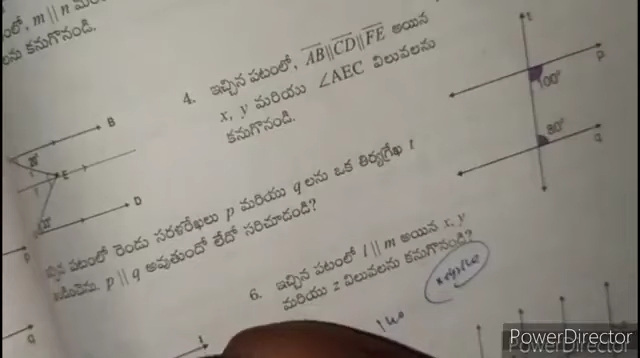 లో, m || n
లను కనుగొనండి.
4. ఇచ్చిన పటంలో, AB||CD||FE అయిన
x, y మరియు ∠AEC విలువలను
కనుగొనండి.
B
E
D
t
p
100°
80°
q
పటంలో రెండు సరళరేఖలు p మరియు q లను ఒక తిర్యగ్రేఖ t
p || q అవుతుందో లేదో సరిచూడండి?
6. ఇచ్చిన పటంలో l || m అయిన x, y
మరియు z విలువలను కనుగొనండి?
p
q
t
PowerDirector